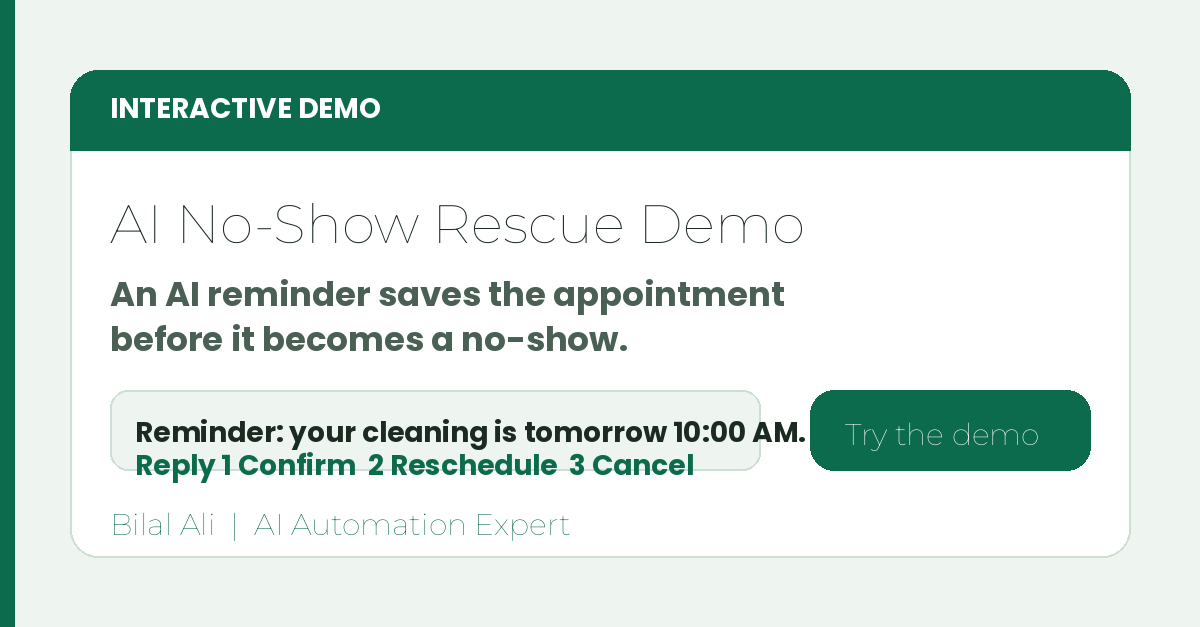 INTERACTIVE DEMO
AI No-Show Rescue Demo
An AI reminder saves the appointment
before it becomes a no-show.
Reminder: your cleaning is tomorrow 10:00 AM.
Reply 1 Confirm  2 Reschedule  3 Cancel
Try the demo
Bilal Ali | AI Automation Expert